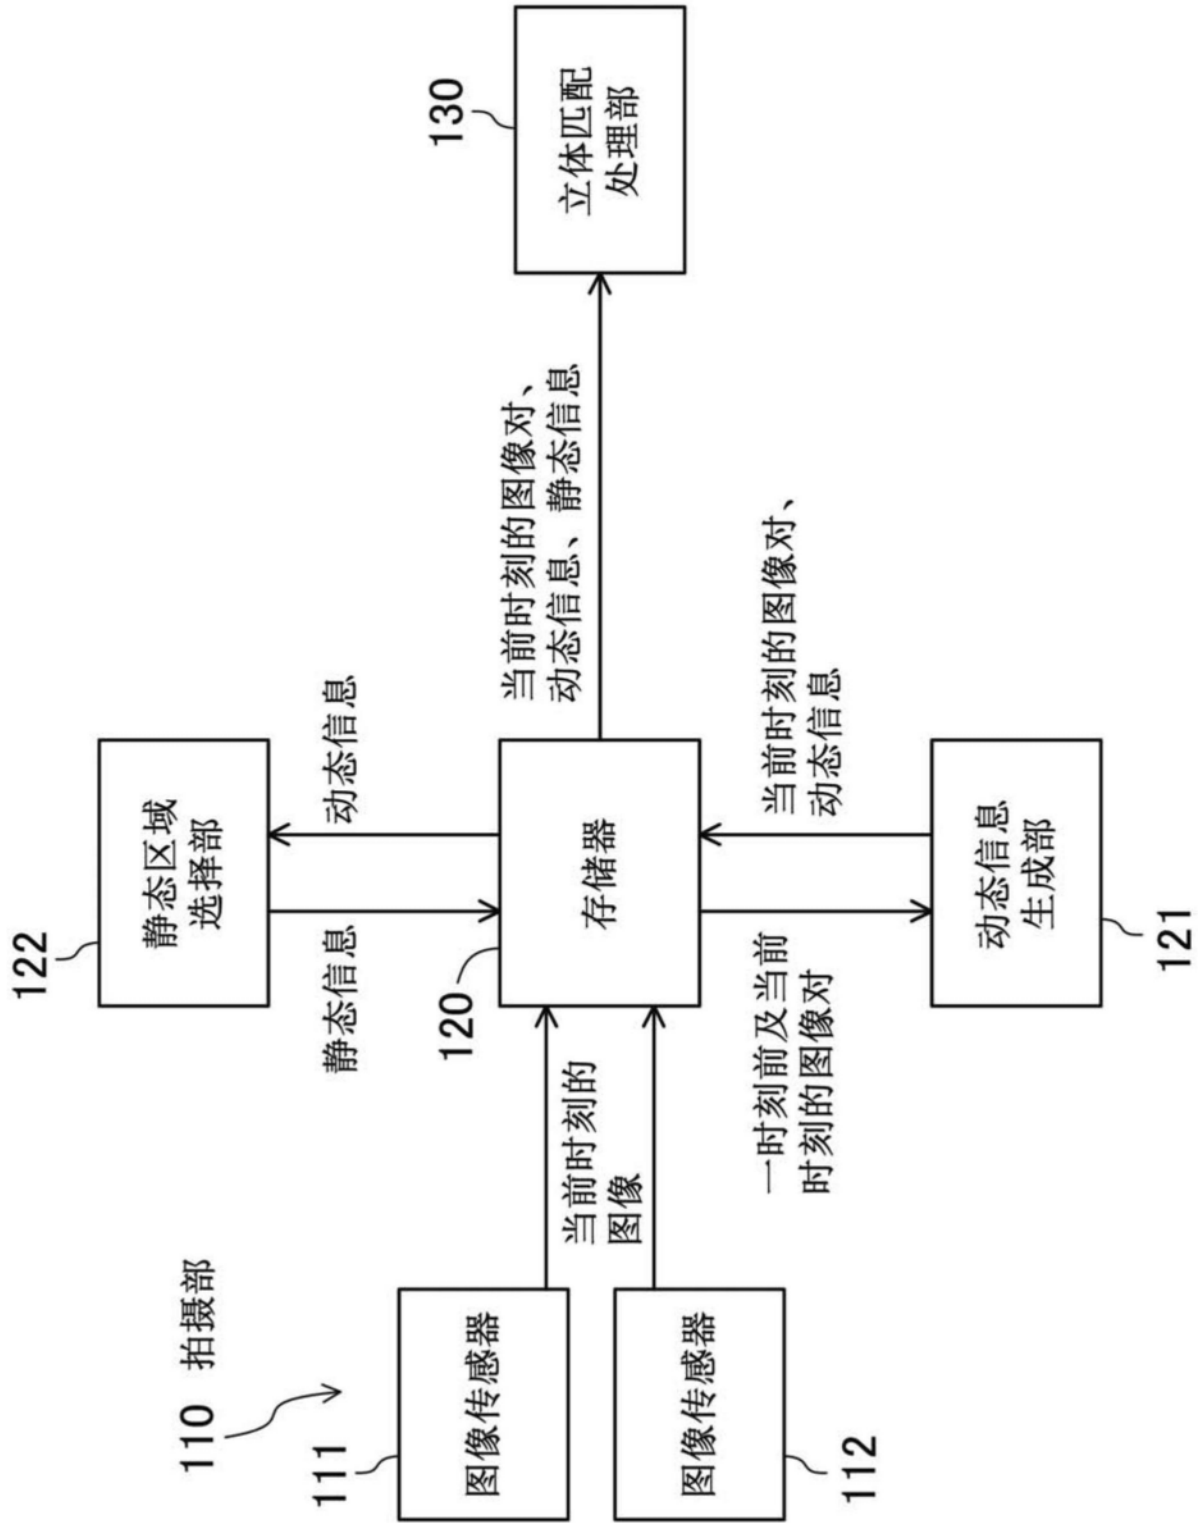 110 拍摄部
111
图像传感器
112
图像传感器
当前时刻的
图像
122
静态区域
选择部
静态信息
动态信息
120
存储器
一时刻前及当前
时刻的图像对
当前时刻的图像对、
动态信息
121
动态信息
生成部
当前时刻的图像对、
动态信息、静态信息
130
立体匹配
处理部